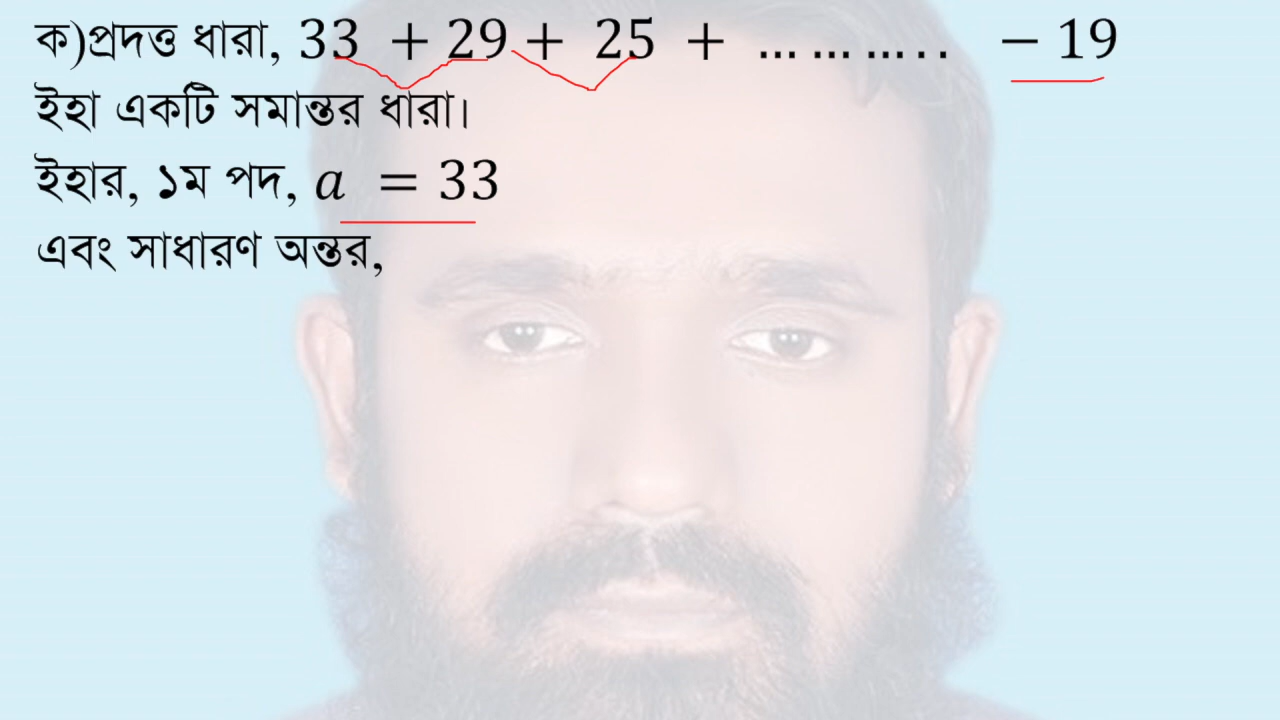 ক)প্রদত্ত ধারা, 33 + 29 + 25 + … … … . . − 19
ইহা একটি সমান্তর ধারা।
ইহার, ১ম পদ, a = 33
এবং সাধারণ অন্তর,